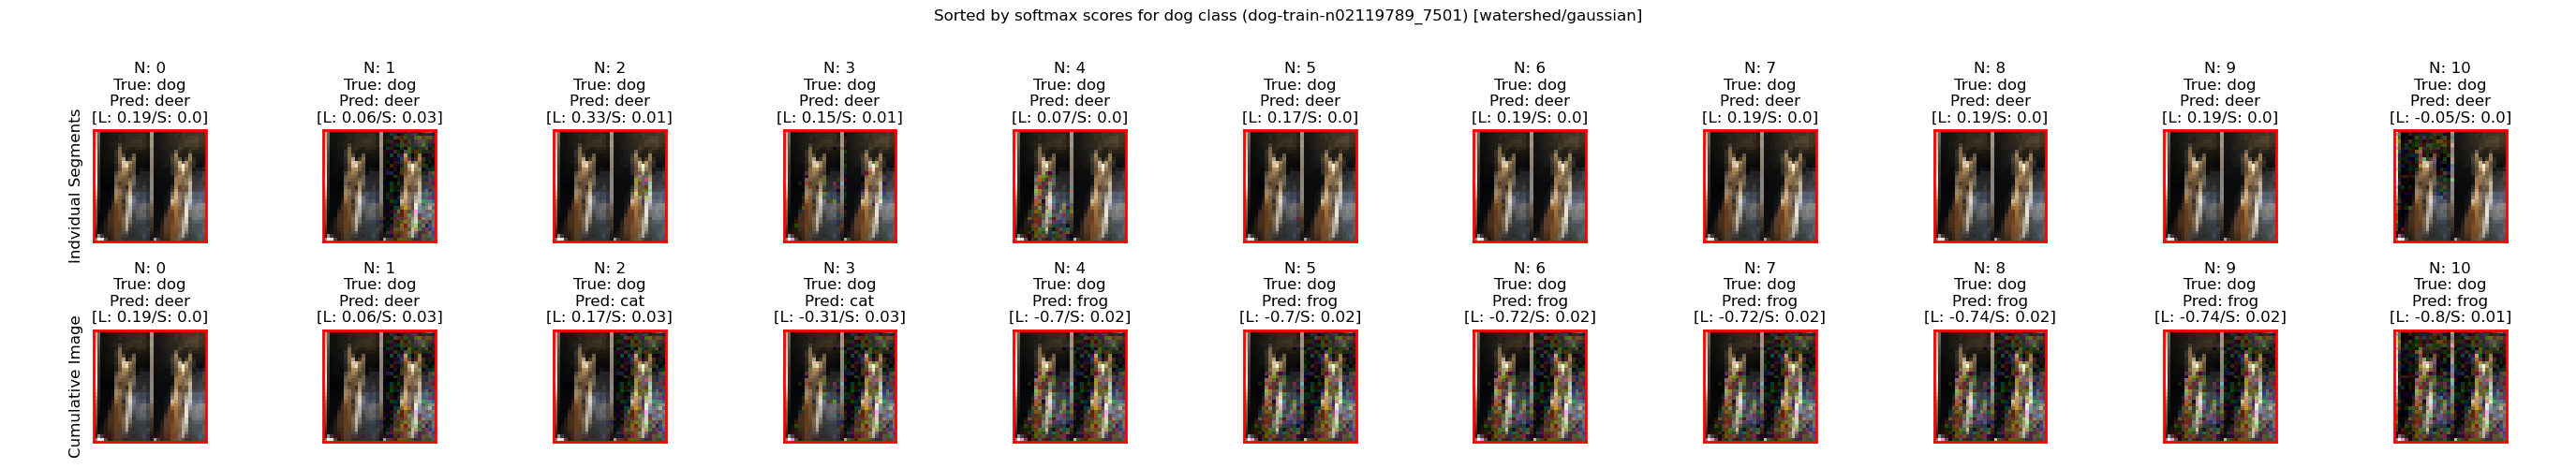 Sorted by softmax scores for dog class (dog-train-n02119789_7501) [watershed/gaussian]
Indvidual Segments
N: 0
True: dog
Pred: deer
[L: 0.19/S: 0.0]
N: 1
True: dog
Pred: deer
[L: 0.06/S: 0.03]
N: 2
True: dog
Pred: deer
[L: 0.33/S: 0.01]
N: 3
True: dog
Pred: deer
[L: 0.15/S: 0.01]
N: 4
True: dog
Pred: deer
[L: 0.07/S: 0.0]
N: 5
True: dog
Pred: deer
[L: 0.17/S: 0.0]
N: 6
True: dog
Pred: deer
[L: 0.19/S: 0.0]
N: 7
True: dog
Pred: deer
[L: 0.19/S: 0.0]
N: 8
True: dog
Pred: deer
[L: 0.19/S: 0.0]
N: 9
True: dog
Pred: deer
[L: 0.19/S: 0.0]
N: 10
True: dog
Pred: deer
[L: -0.05/S: 0.0]
Cumulative Image
N: 0
True: dog
Pred: deer
[L: 0.19/S: 0.0]
N: 1
True: dog
Pred: deer
[L: 0.06/S: 0.03]
N: 2
True: dog
Pred: cat
[L: 0.17/S: 0.03]
N: 3
True: dog
Pred: cat
[L: -0.31/S: 0.03]
N: 4
True: dog
Pred: frog
[L: -0.7/S: 0.02]
N: 5
True: dog
Pred: frog
[L: -0.7/S: 0.02]
N: 6
True: dog
Pred: frog
[L: -0.72/S: 0.02]
N: 7
True: dog
Pred: frog
[L: -0.72/S: 0.02]
N: 8
True: dog
Pred: frog
[L: -0.74/S: 0.02]
N: 9
True: dog
Pred: frog
[L: -0.74/S: 0.02]
N: 10
True: dog
Pred: frog
[L: -0.8/S: 0.01]